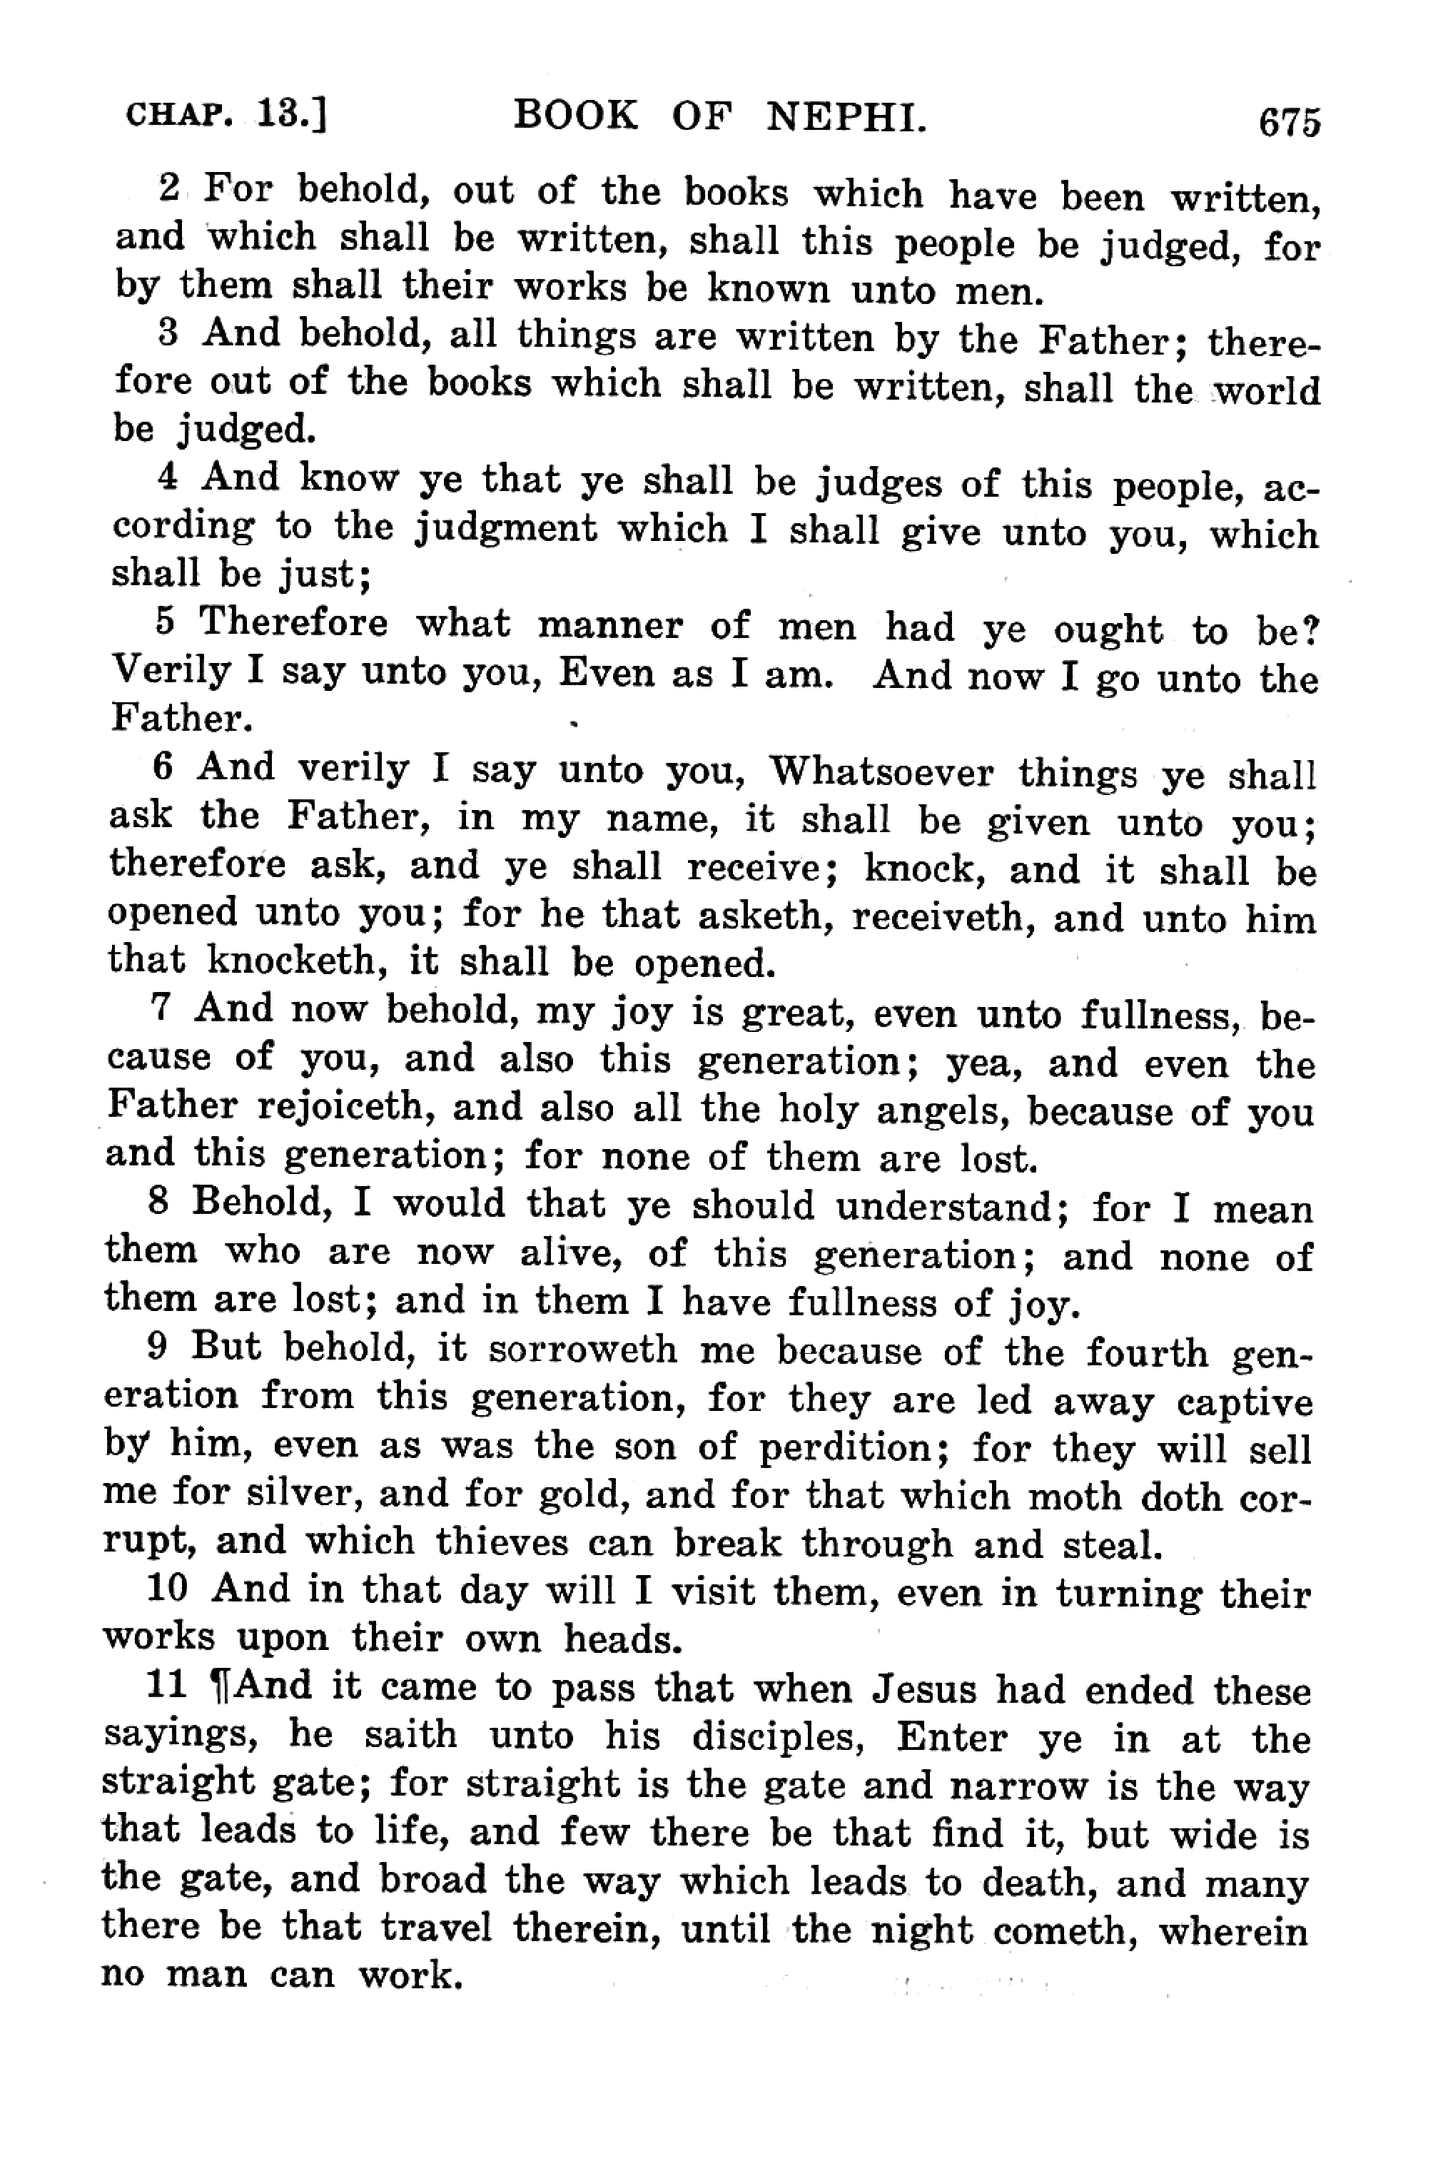 CHAP. 13.] BOOK OF NEPHI. 675
2 For behold, out of the books which have been written,
and which shall be written, shall this people be judged, for
by them shall their works be known unto men.
3 And behold, all things are written by the Father; there-
fore out of the books which shall be written, shall the world
be judged.
4 And know ye that ye shall be judges of this people, ac-
cording to the judgment which I shall give unto you, which
shall be just;
5 Therefore what manner of men had ye ought to be?
Verily I say unto you, Even as I am. And now I go unto the
Father.
6 And verily I say unto you, Whatsoever things ye shall
ask the Father, in my name, it shall be given unto you;
therefore ask, and ye shall receive; knock, and it shall be
opened unto you; for he that asketh, receiveth, and unto him
that knocketh, it shall be opened.
7 And now behold, my joy is great, even unto fullness, be-
cause of you, and also this generation; yea, and even the
Father rejoiceth, and also all the holy angels, because of you
and this generation; for none of them are lost.
8 Behold, I would that ye should understand; for I mean
them who are now alive, of this generation; and none of
them are lost; and in them I have fullness of joy.
9 But behold, it sorroweth me because of the fourth gen-
eration from this generation, for they are led away captive
by him, even as was the son of perdition; for they will sell
me for silver, and for gold, and for that which moth doth cor-
rupt, and which thieves can break through and steal.
10 And in that day will I visit them, even in turning their
works upon their own heads.
11 ¶And it came to pass that when Jesus had ended these
sayings, he saith unto his disciples, Enter ye in at the
straight gate; for straight is the gate and narrow is the way
that leads to life, and few there be that find it, but wide is
the gate, and broad the way which leads to death, and many
there be that travel therein, until the night cometh, wherein
no man can work.